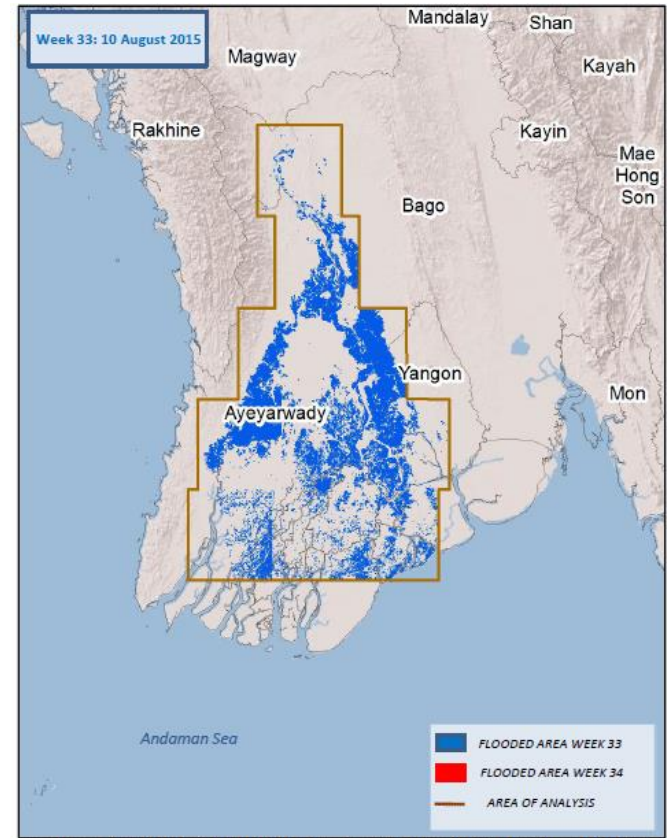 Week 33: 10 August 2015
Mandalay
Shan
Magway
Kayah
Rakhine
Kayin
Mae
Hong
Son
Bago
Yangon
Mon
Ayeyarwady
Andaman Sea
FLOODED AREA WEEK 33
FLOODED AREA WEEK 34
AREA OF ANALYSIS